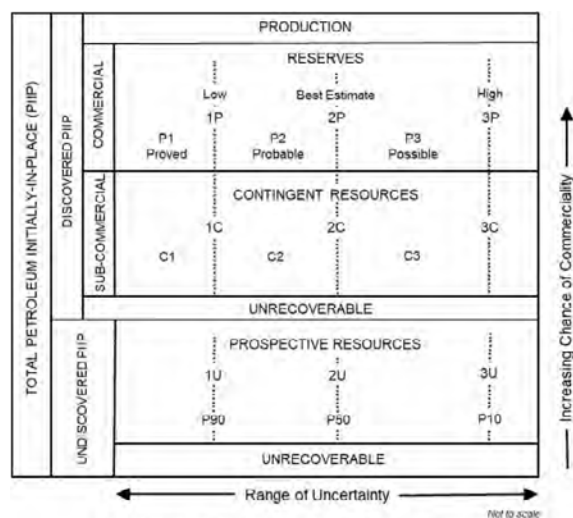 TOTAL PETROLEUM INITIALLY-IN-PLACE (PIIP)
DISCOVERED PIIP
UNDISCOVERED PIIP
COMMERCIAL
SUB-COMMERCIAL
PRODUCTION
RESERVES
Low Best Estimate High
1P 2P 3P
P1 P2 P3
Proved Probable Possible
CONTINGENT RESOURCES
1C 2C 3C
C1 C2 C3
UNRECOVERABLE
PROSPECTIVE RESOURCES
1U 2U 3U
P90 P50 P10
UNRECOVERABLE
Increasing Chance of Commerciality
Range of Uncertainty
Not to scale